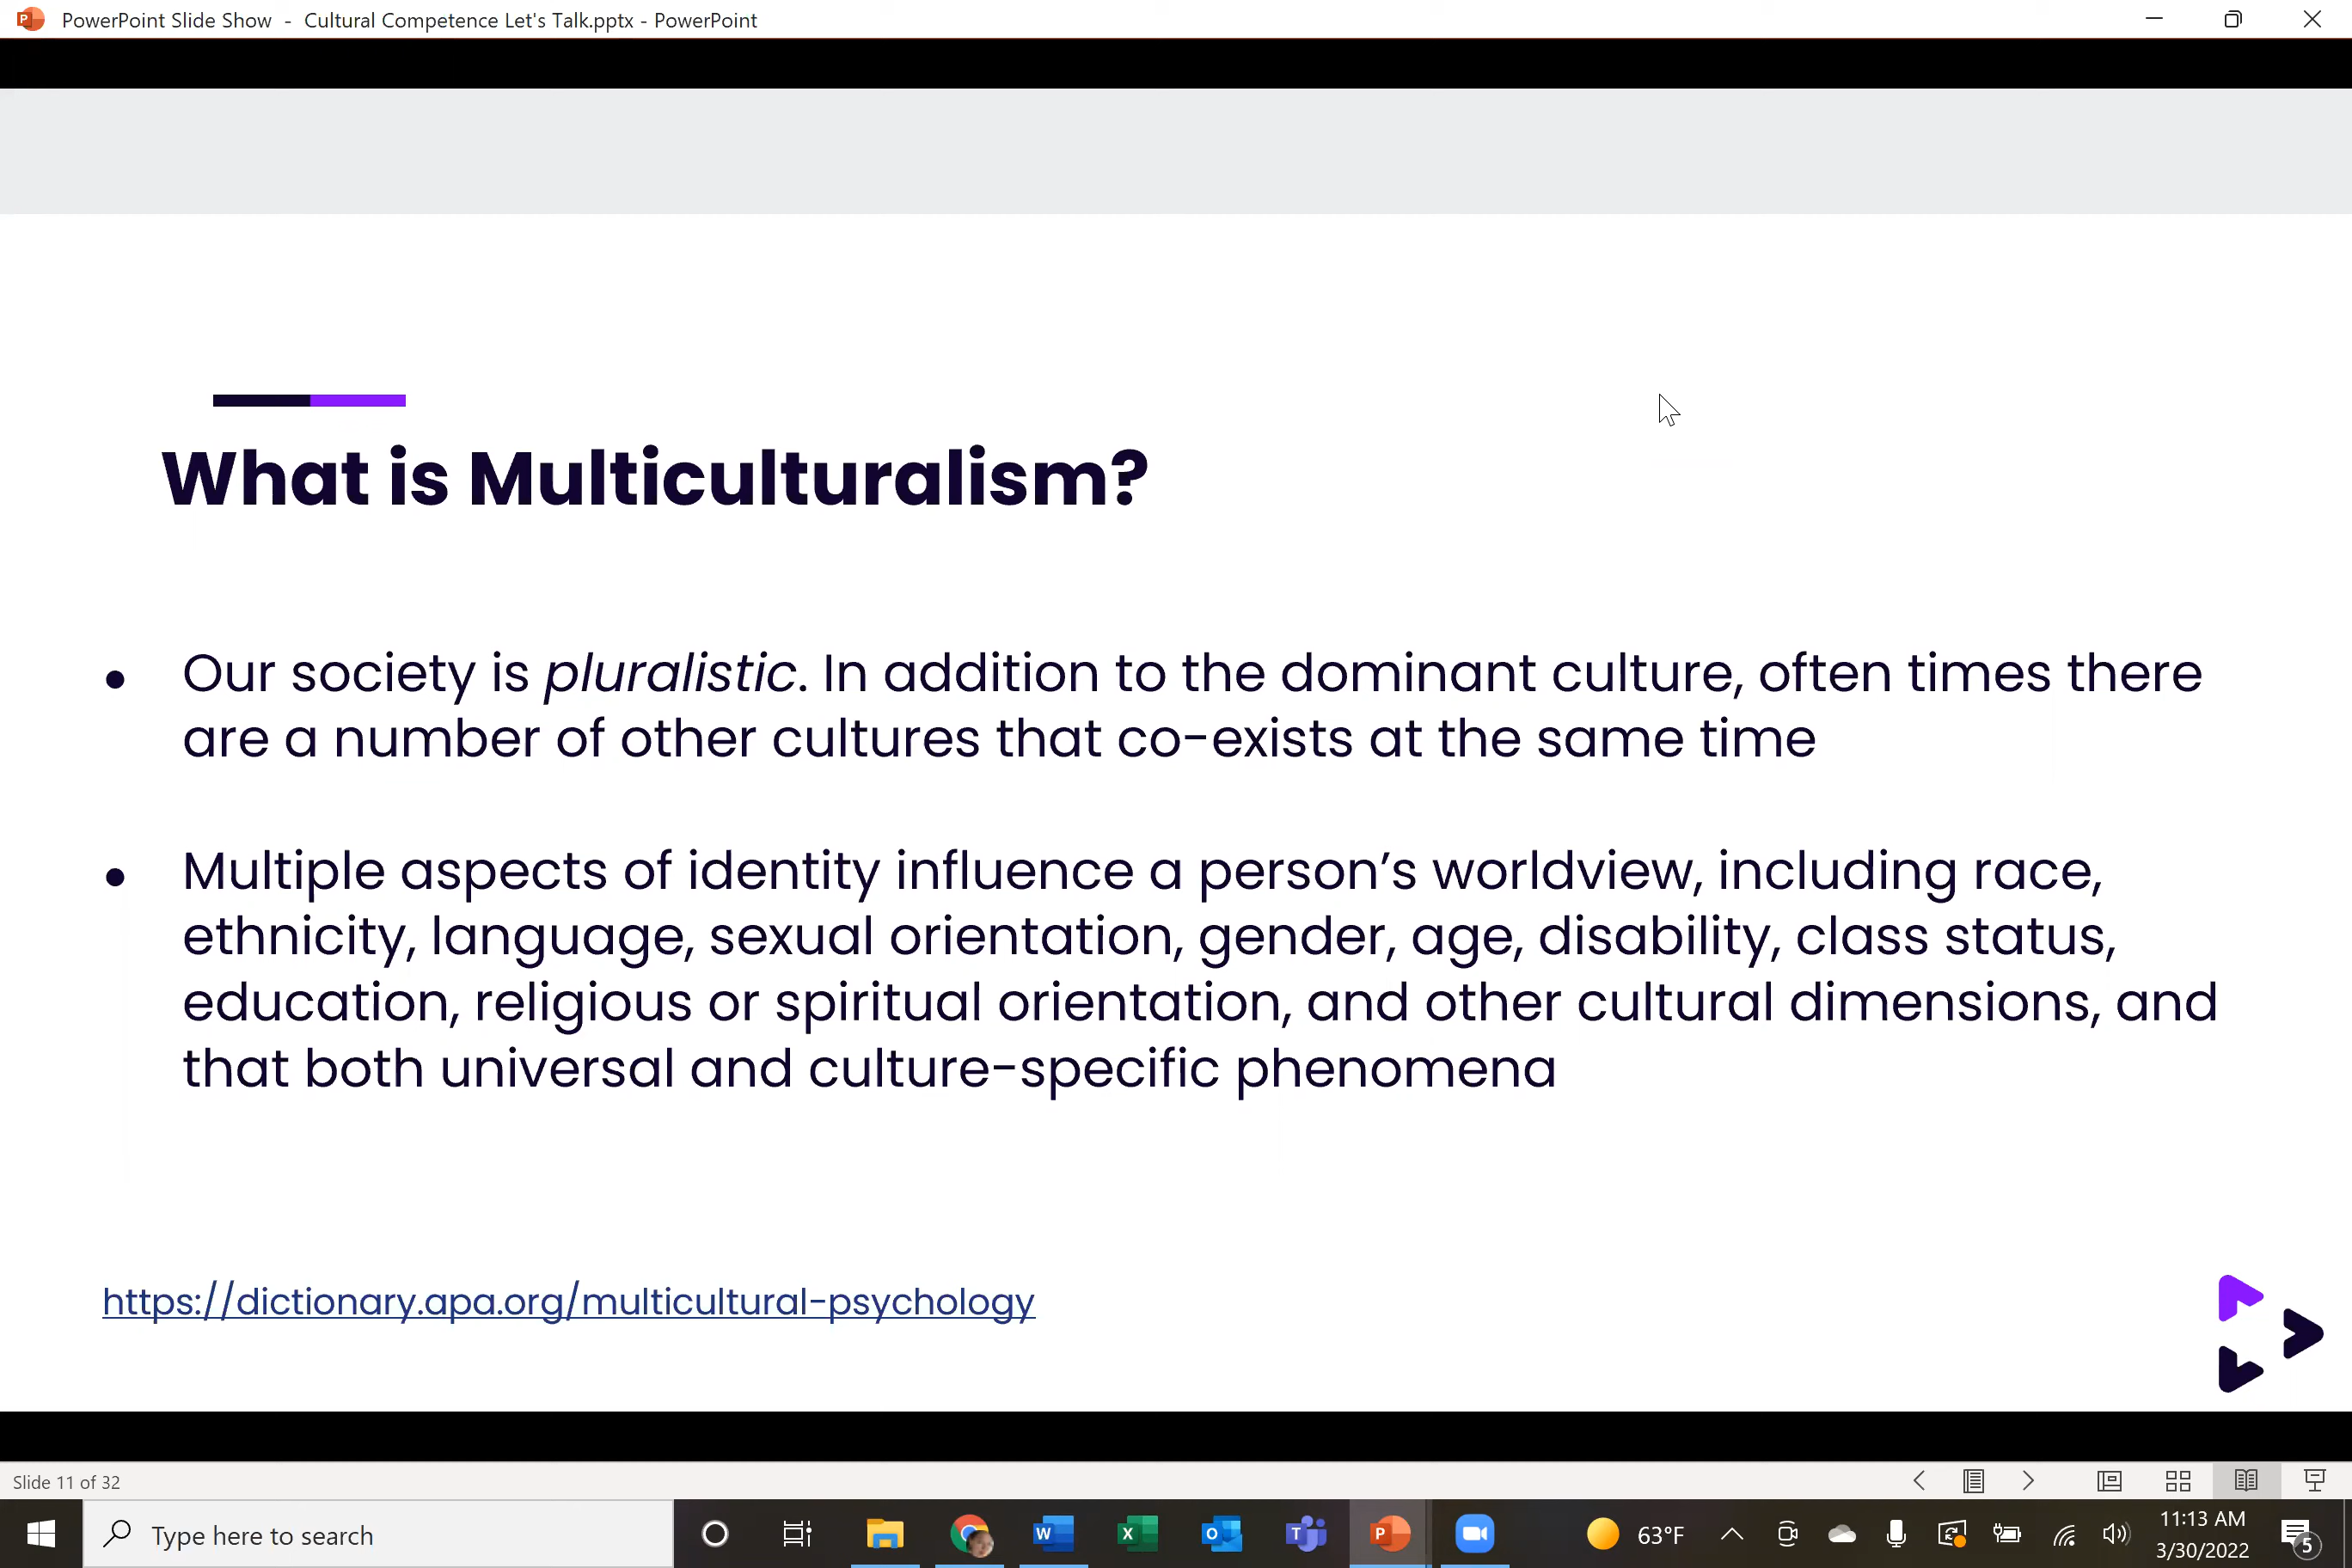 PowerPoint Slide Show - Cultural Competence Let's Talk.pptx - PowerPoint
What is Multiculturalism?
• Our society is pluralistic. In addition to the dominant culture, often times there
are a number of other cultures that co-exists at the same time
• Multiple aspects of identity influence a person's worldview, including race,
ethnicity, language, sexual orientation, gender, age, disability, class status,
education, religious or spiritual orientation, and other cultural dimensions, and
that both universal and culture-specific phenomena
https://dictionary.apa.org/multicultural-psychology
Slide 11 of 32
Type here to search
63°F
11:13 AM
3/30/2022
5